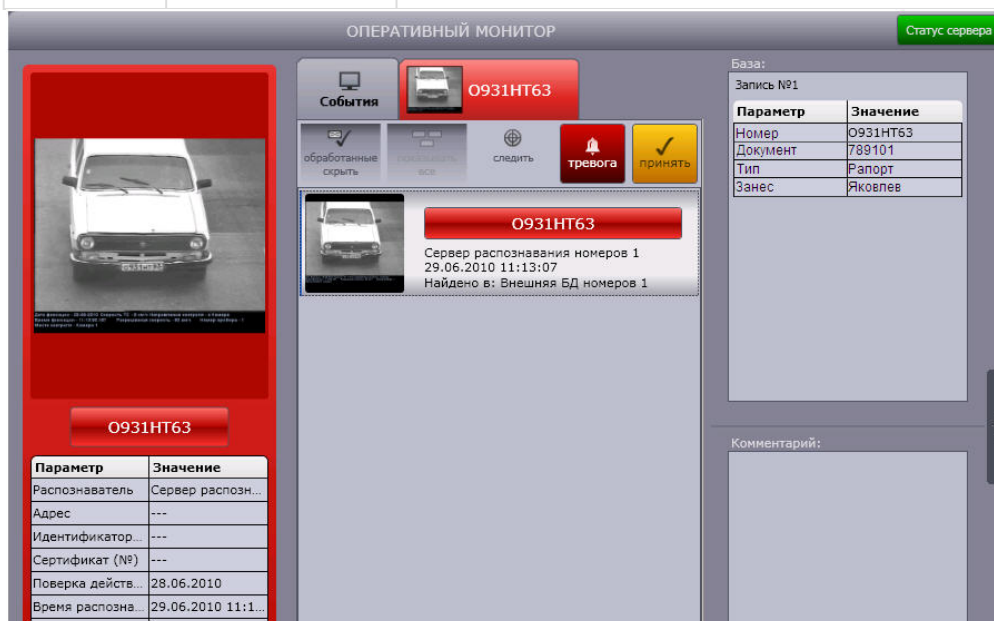 ОПЕРАТИВНЫЙ МОНИТОР
Статус сервера
О931НТ63
Параметр Значение
Распознаватель Сервер распозн...
Адрес ---
Идентификатор... ---
Сертификат (№) ---
Поверка действ... 28.06.2010
Время распозна... 29.06.2010 11:1...
События
О931НТ63
обработанные
скрыть
все
следить
тревога
принять
О931НТ63
Сервер распознавания номеров 1
29.06.2010 11:13:07
Найдено в: Внешняя БД номеров 1
База:
Запись №1
Параметр Значение
Номер О931НТ63
Документ 789101
Тип Рапорт
Занес Яковлев
Комментарий: